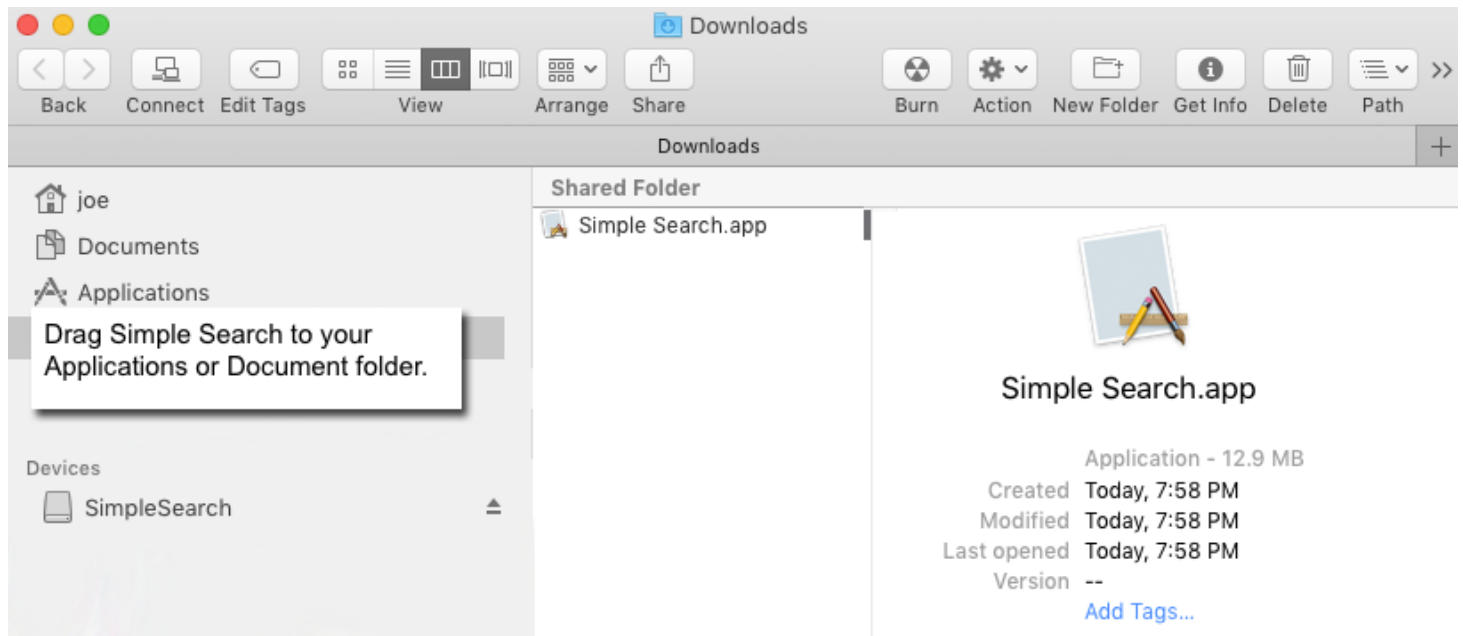 Downloads
Back Connect Edit Tags View Arrange Share Burn Action New Folder Get Info Delete Path
Downloads
joe
Documents
Applications
Drag Simple Search to your
Applications or Document folder.
Devices
SimpleSearch
Shared Folder
Simple Search.app
Simple Search.app
Application - 12.9 MB
Created Today, 7:58 PM
Modified Today, 7:58 PM
Last opened Today, 7:58 PM
Version --
Add Tags...